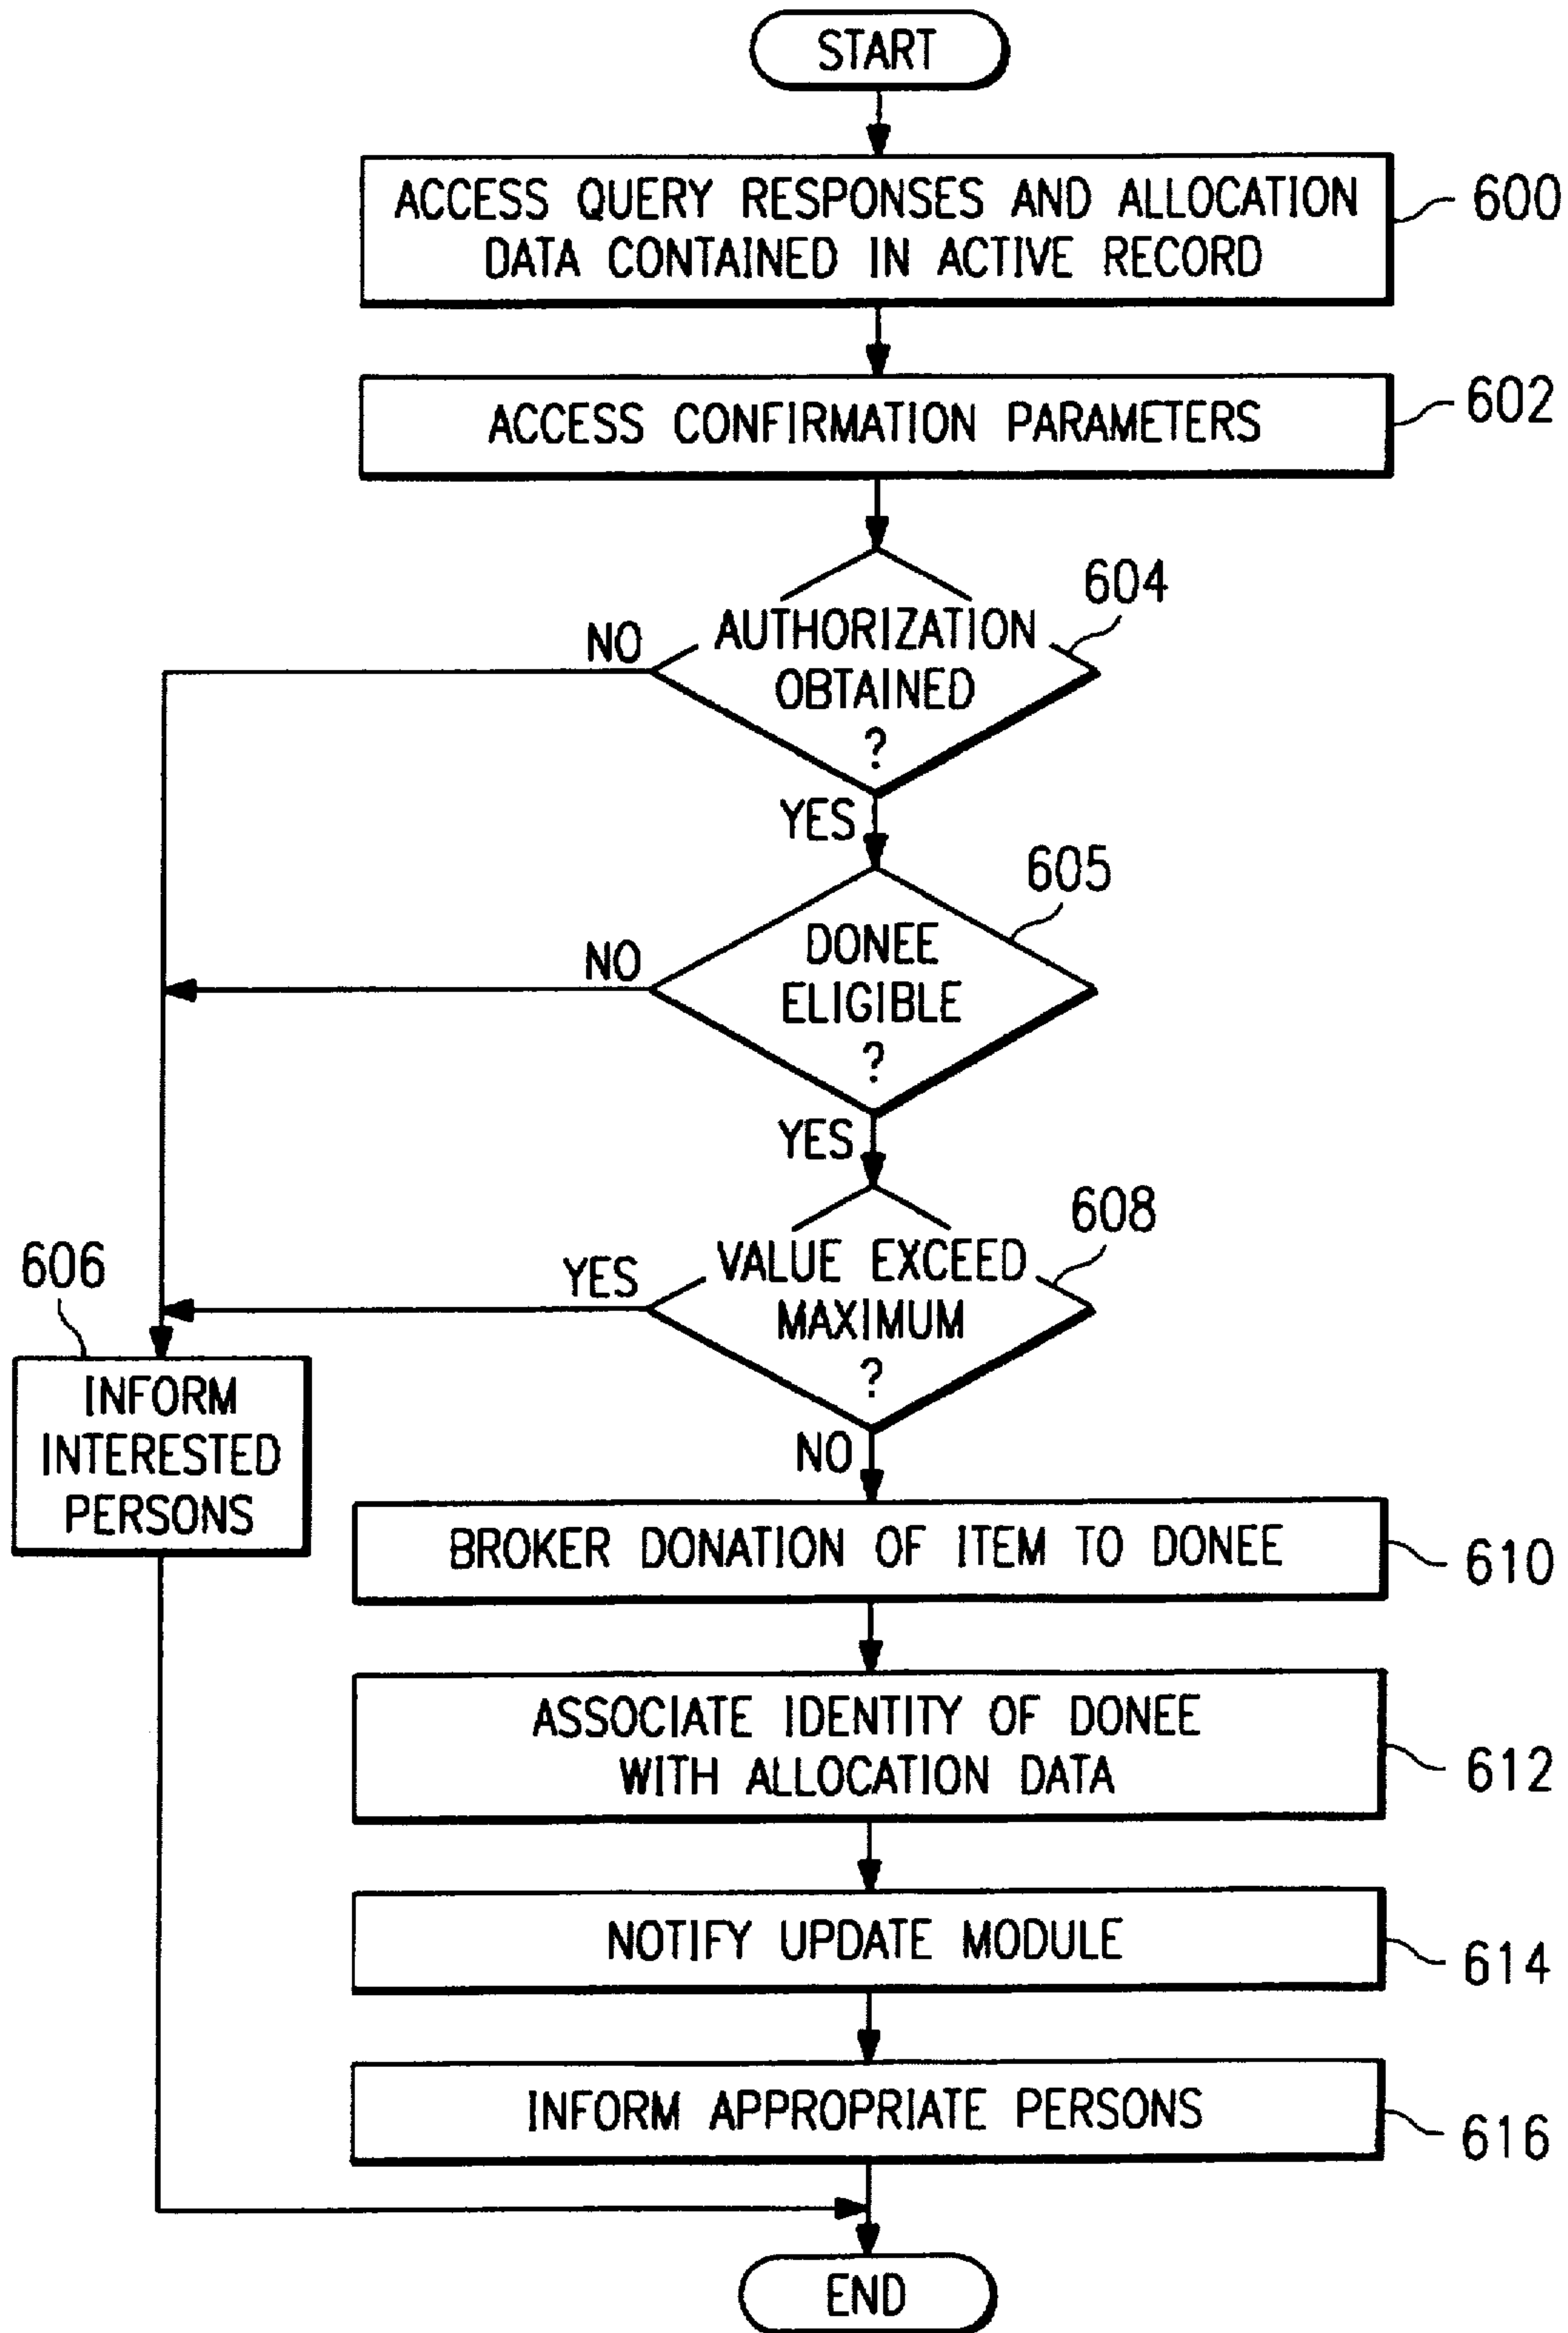 START
ACCESS QUERY RESPONSES AND ALLOCATION
DATA CONTAINED IN ACTIVE RECORD
600
ACCESS CONFIRMATION PARAMETERS
602
604
NO
AUTHORIZATION
OBTAINED
?
YES
605
NO
DONEE
ELIGIBLE
?
YES
608
606
YES
VALUE EXCEED
MAXIMUM
?
INFORM
INTERESTED
PERSONS
NO
BROKER DONATION OF ITEM TO DONEE
610
ASSOCIATE IDENTITY OF DONEE
WITH ALLOCATION DATA
612
NOTIFY UPDATE MODULE
614
INFORM APPROPRIATE PERSONS
616
END